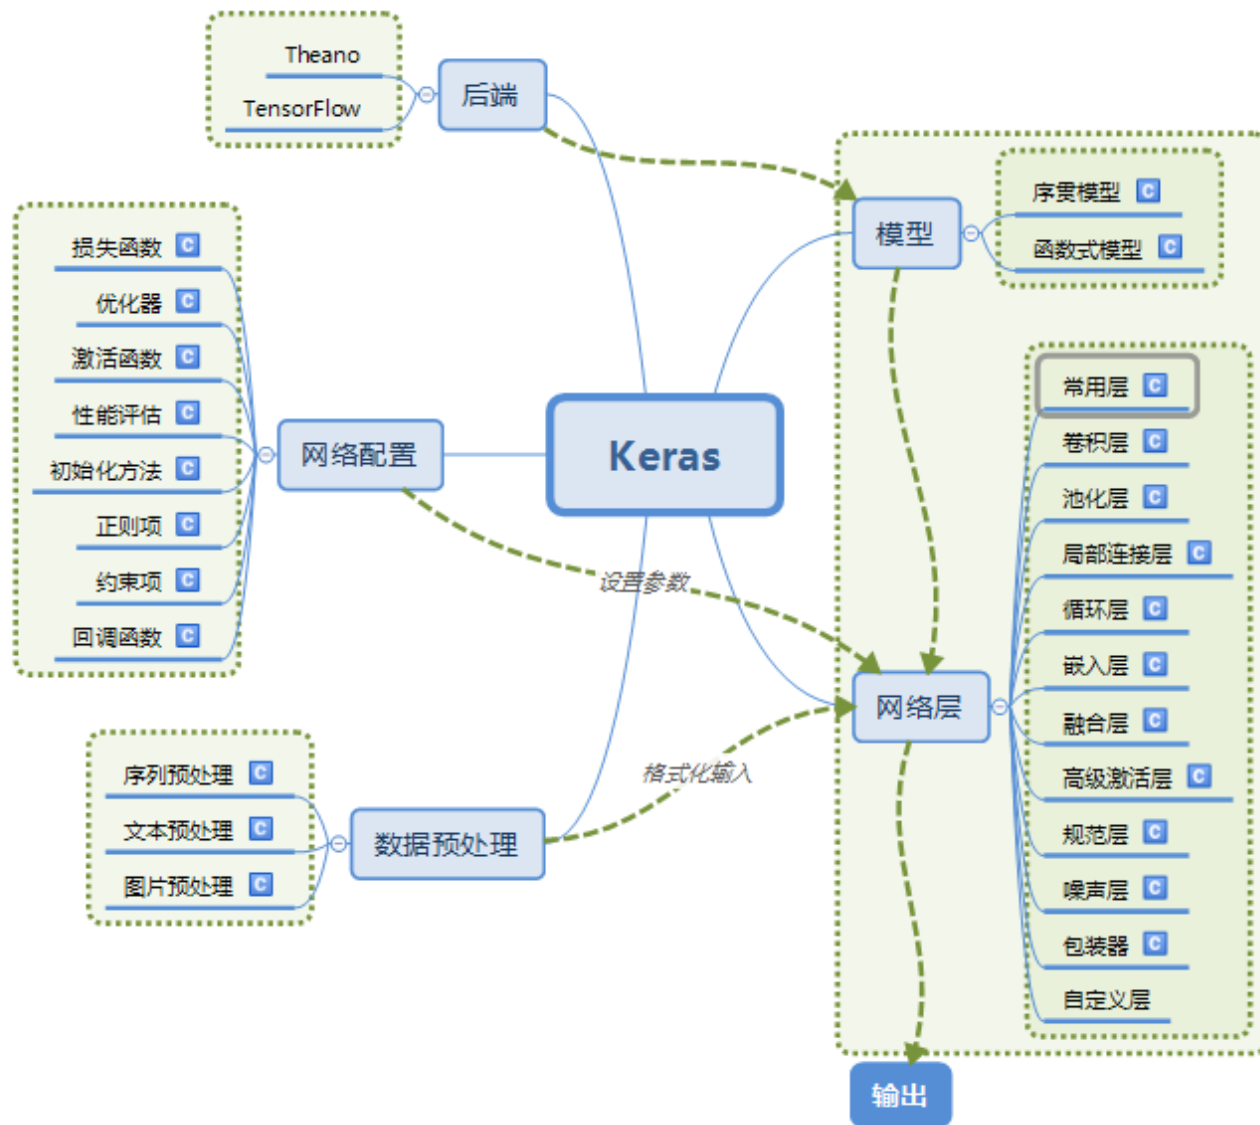 Theano
TensorFlow
后端
模型
序贯模型 C
函数式模型 C
损失函数 C
优化器 C
激活函数 C
性能评估 C
初始化方法 C
正则项 C
约束项 C
回调函数 C
网络配置
Keras
设置参数
常用层 C
卷积层 C
池化层 C
局部连接层 C
循环层 C
嵌入层 C
融合层 C
高级激活层 C
规范层 C
噪声层 C
包装器 C
自定义层
网络层
格式化输入
序列预处理 C
文本预处理 C
图片预处理 C
数据预处理
输出